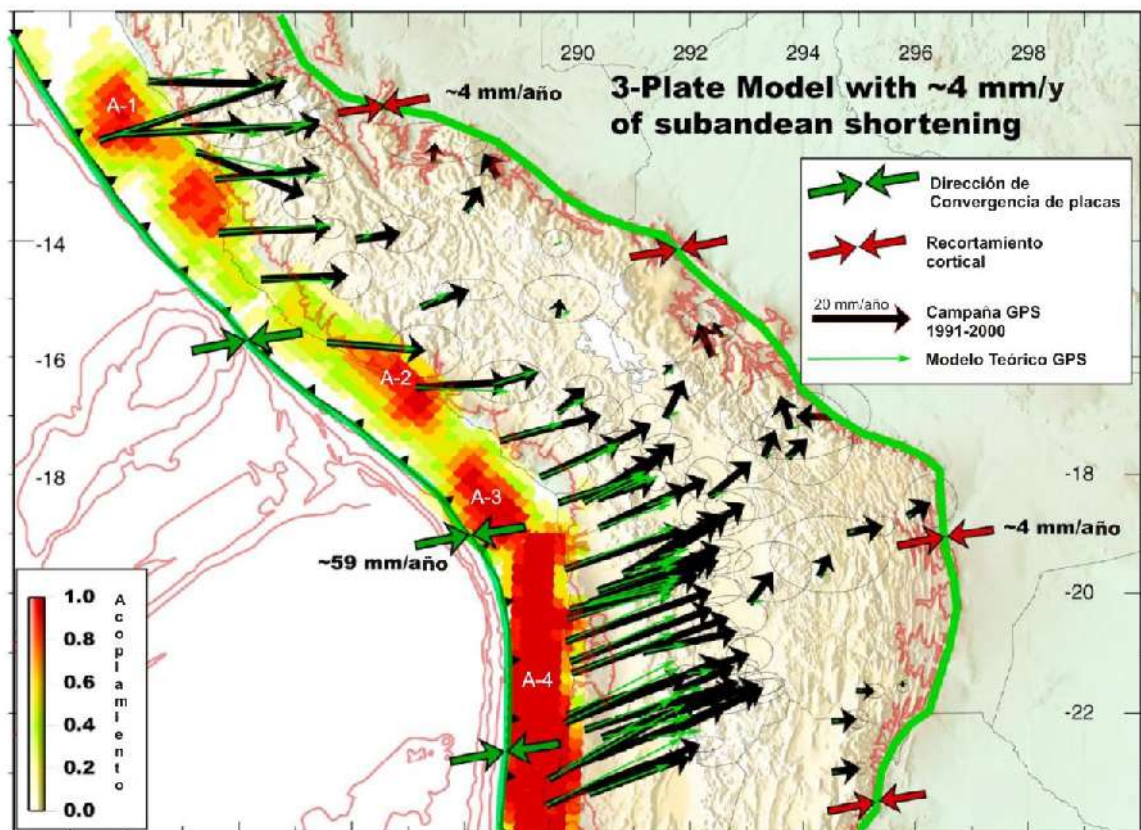 290 292 294 296 298
3-Plate Model with ~4 mm/y
of subandean shortening
~4 mm/año
A-1
Dirección de
Convergencia de placas
Recortamiento
cortical
20 mm/año
Campaña GPS
1991-2000
Modelo Teórico GPS
-14
-16
A-2
-18
-18
A-3
~4 mm/año
~59 mm/año
-20
-20
A-4
-22
1.0
0.8
0.6
0.4
0.2
0.0
Acoplamiento